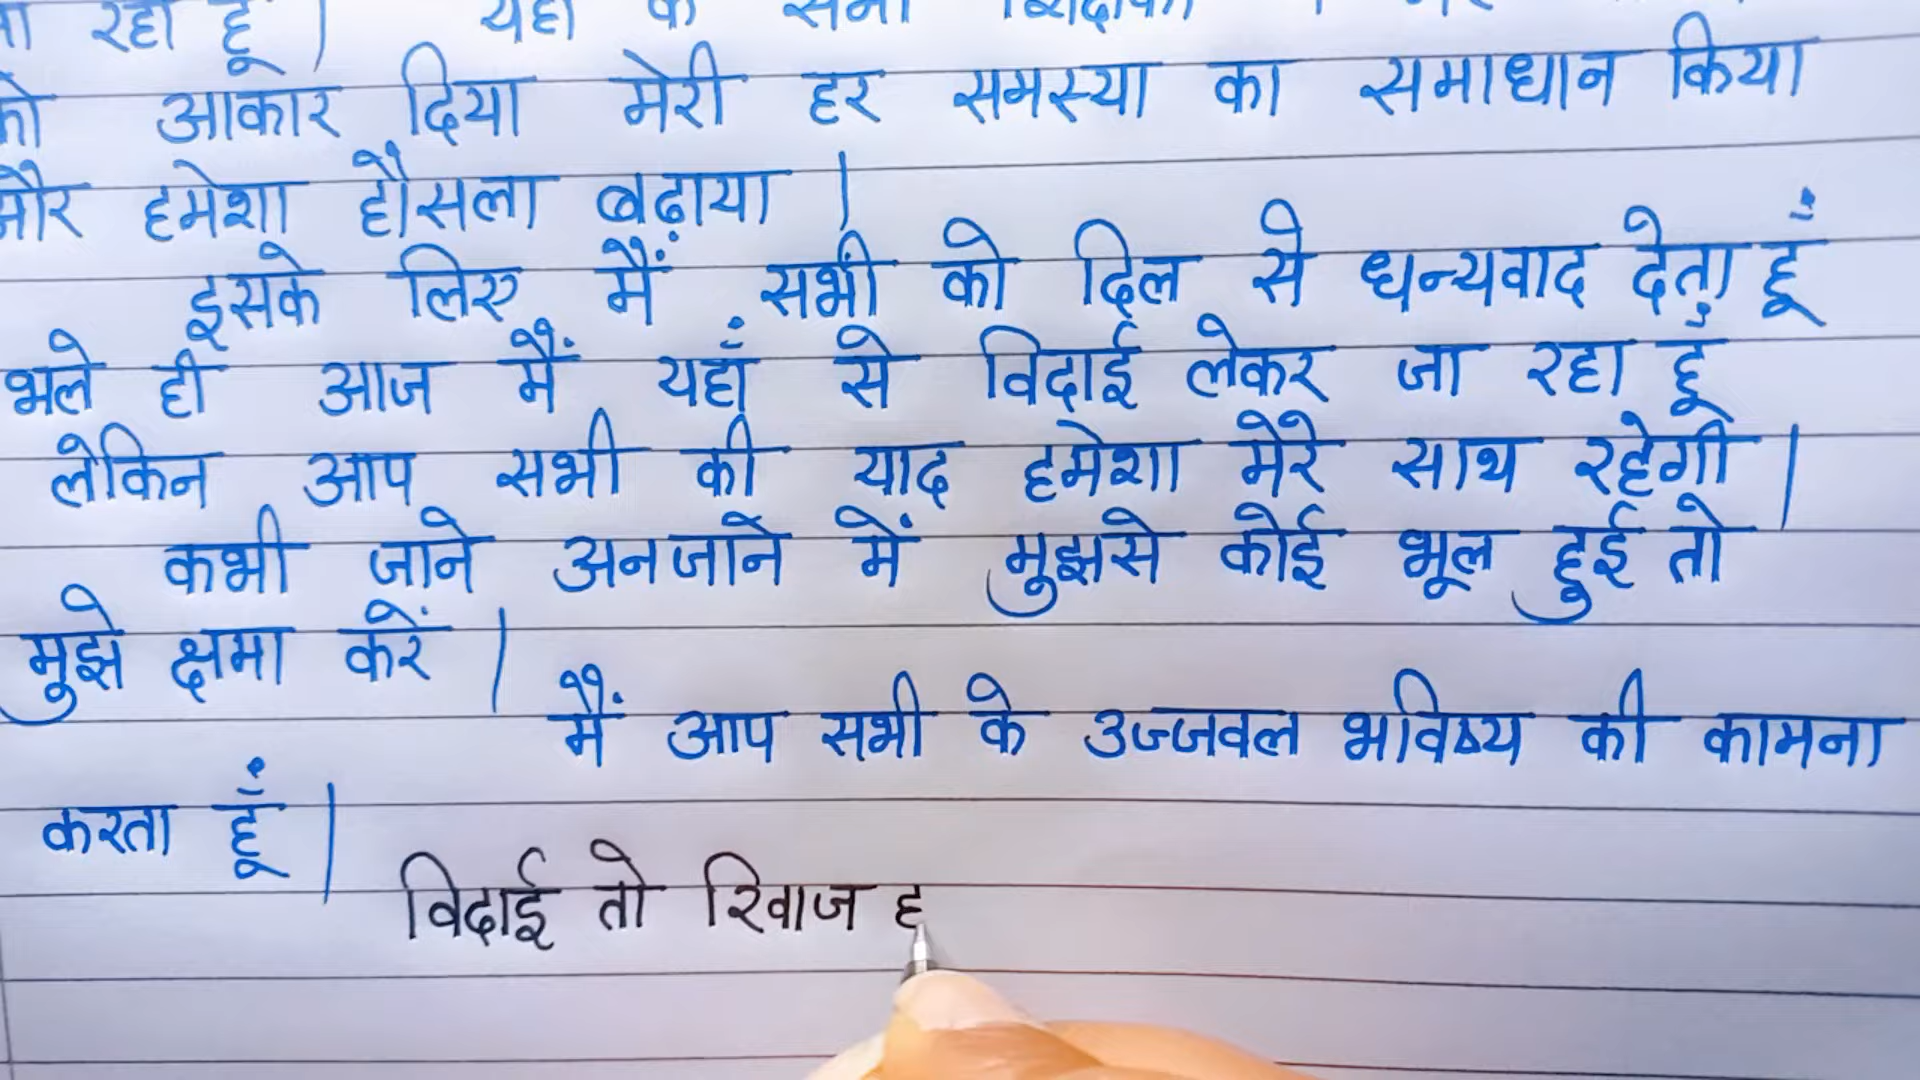 रहा हूँ | यहाँ के सभी शिक्षकों
को आकार दिया मेरी हर समस्या का समाधान किया
और हमेशा हौसला बढ़ाया |
इसके लिए मैं सभी को दिल से धन्यवाद देता हूँ
भले ही आज मैं यहाँ से विदाई लेकर जा रहा हूँ
लेकिन आप सभी की याद हमेशा मेरे साथ रहेगी |
कभी जाने अनजाने में मुझसे कोई भूल हुई तो
मुझे क्षमा करें |
मैं आप सभी के उज्जवल भविष्य की कामना
करता हूँ |
विदाई तो रिवाज ह